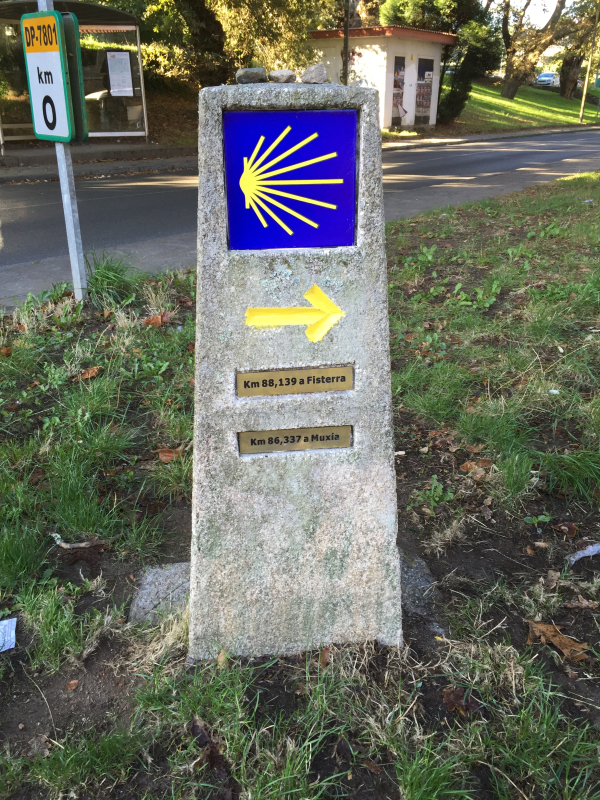 DP-7801
km
0
Km 88,139 a Fisterra
Km 86,337 a Muxía